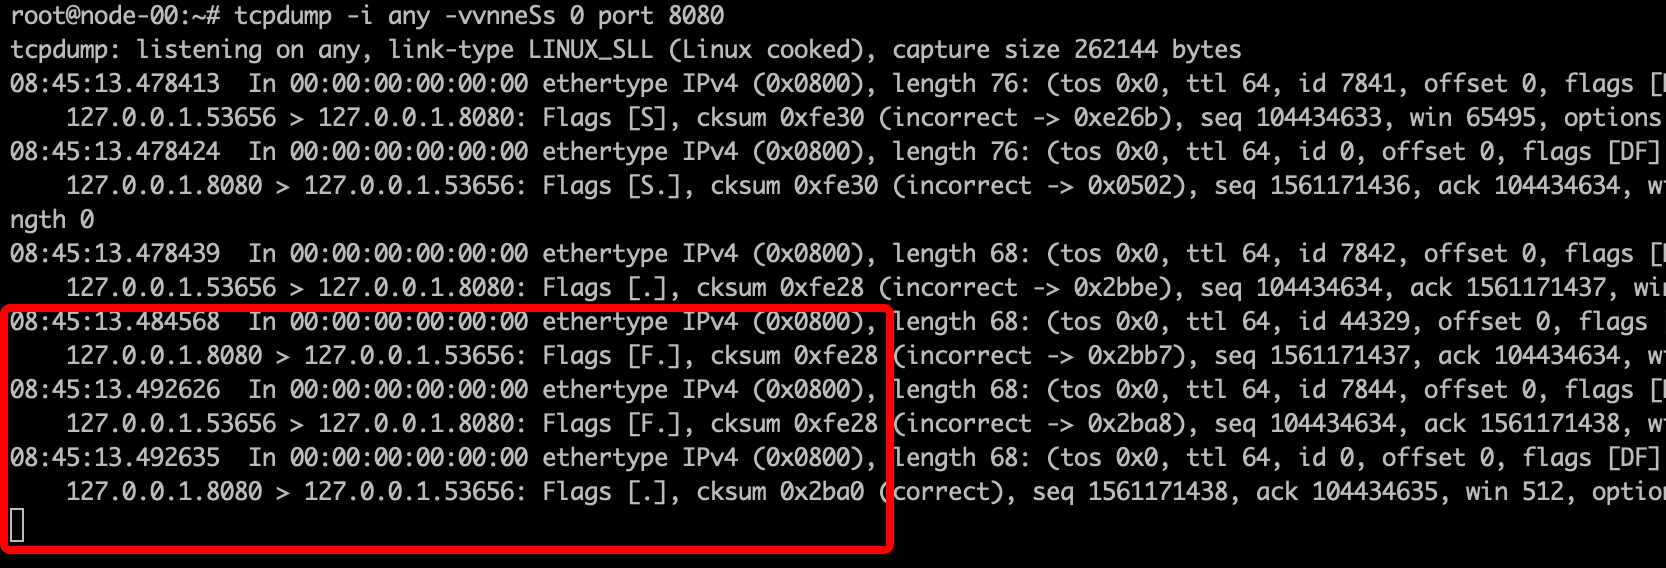 root@node-00:~# tcpdump -i any -vvnneSs 0 port 8080
tcpdump: listening on any, link-type LINUX_SLL (Linux cooked), capture size 262144 bytes
08:45:13.478413  In 00:00:00:00:00:00 ethertype IPv4 (0x0800), length 76: (tos 0x0, ttl 64, id 7841, offset 0, flags [
    127.0.0.1.53656 > 127.0.0.1.8080: Flags [S], cksum 0xfe30 (incorrect -> 0xe26b), seq 104434633, win 65495, options
08:45:13.478424  In 00:00:00:00:00:00 ethertype IPv4 (0x0800), length 76: (tos 0x0, ttl 64, id 0, offset 0, flags [DF]
    127.0.0.1.8080 > 127.0.0.1.53656: Flags [S.], cksum 0xfe30 (incorrect -> 0x0502), seq 1561171436, ack 104434634, w
ngth 0
08:45:13.478439  In 00:00:00:00:00:00 ethertype IPv4 (0x0800), length 68: (tos 0x0, ttl 64, id 7842, offset 0, flags [
    127.0.0.1.53656 > 127.0.0.1.8080: Flags [.], cksum 0xfe28 (incorrect -> 0x2bbe), seq 104434634, ack 1561171437, wi
08:45:13.484568  In 00:00:00:00:00:00 ethertype IPv4 (0x0800), length 68: (tos 0x0, ttl 64, id 44329, offset 0, flags
    127.0.0.1.8080 > 127.0.0.1.53656: Flags [F.], cksum 0xfe28 (incorrect -> 0x2bb7), seq 1561171437, ack 104434634, w
08:45:13.492626  In 00:00:00:00:00:00 ethertype IPv4 (0x0800), length 68: (tos 0x0, ttl 64, id 7844, offset 0, flags [
    127.0.0.1.53656 > 127.0.0.1.8080: Flags [F.], cksum 0xfe28 (incorrect -> 0x2ba8), seq 104434634, ack 1561171438, w
08:45:13.492635  In 00:00:00:00:00:00 ethertype IPv4 (0x0800), length 68: (tos 0x0, ttl 64, id 0, offset 0, flags [DF]
    127.0.0.1.8080 > 127.0.0.1.53656: Flags [.], cksum 0x2ba0 (correct), seq 1561171438, ack 104434635, win 512, optio